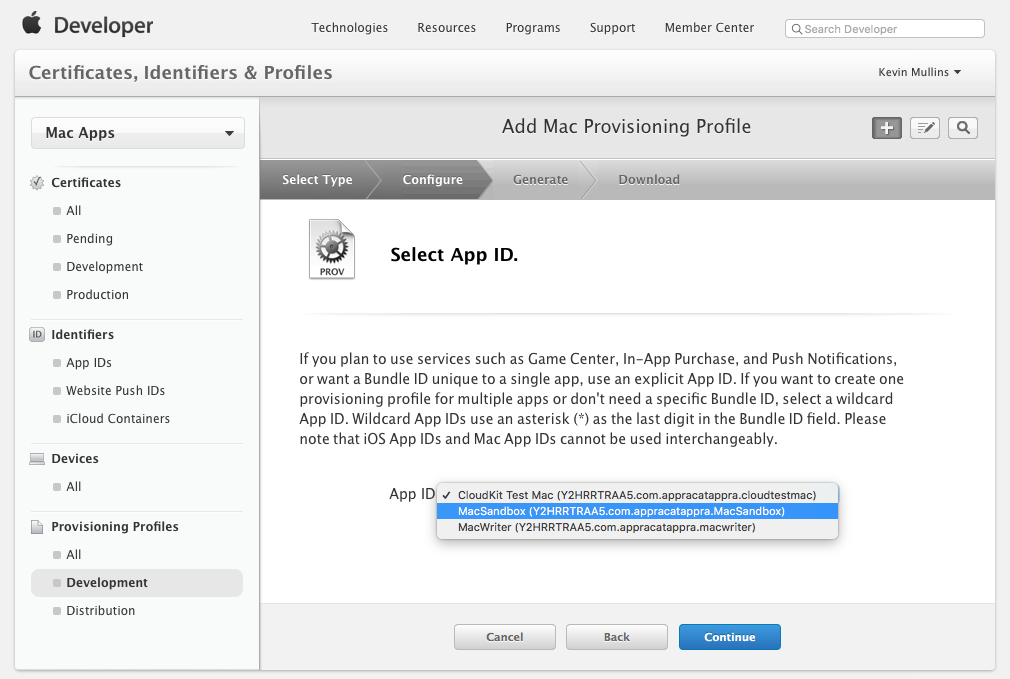 Developer
Technologies Resources Programs Support Member Center Search Developer
Certificates, Identifiers & Profiles
Kevin Mullins
Mac Apps
Add Mac Provisioning Profile
Select Type Configure Generate Download
Certificates
All
Pending
Development
Production
ID Identifiers
App IDs
Website Push IDs
iCloud Containers
Devices
All
Provisioning Profiles
All
Development
Distribution
PROV
Select App ID.
If you plan to use services such as Game Center, In-App Purchase, and Push Notifications,
or want a Bundle ID unique to a single app, use an explicit App ID. If you want to create one
provisioning profile for multiple apps or don't need a specific Bundle ID, select a wildcard
App ID. Wildcard App IDs use an asterisk (*) as the last digit in the Bundle ID field. Please
note that iOS App IDs and Mac App IDs cannot be used interchangeably.
App ID
✓ CloudKit Test Mac (Y2HRRTRAA5.com.appracatappra.cloudtestmac)
MacSandbox (Y2HRRTRAA5.com.appracatappra.MacSandbox)
MacWriter (Y2HRRTRAA5.com.appracatappra.macwriter)
Cancel Back Continue